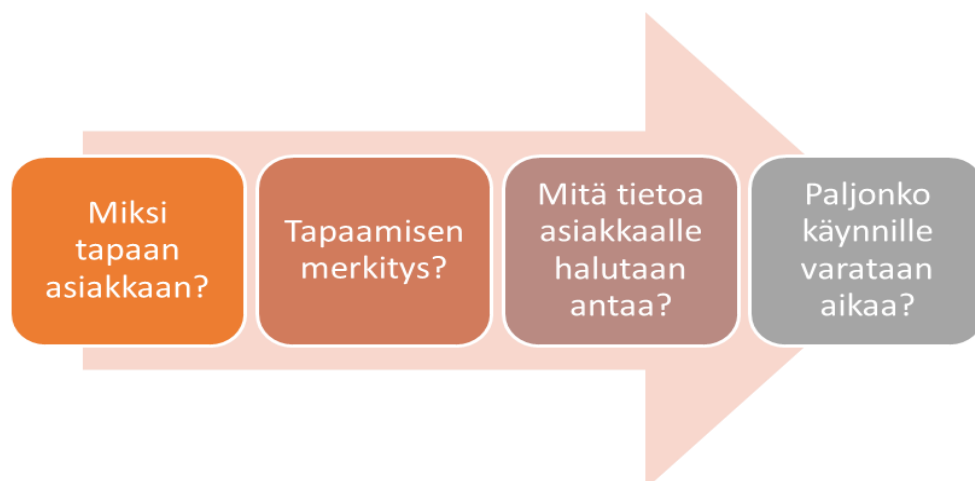 Miksi
tapaan
asiakkaan?
Tapaamisen
merkitys?
Mitä tietoa
asiakkaalle
halutaan
antaa?
Paljonko
käynnille
varataan
aikaa?